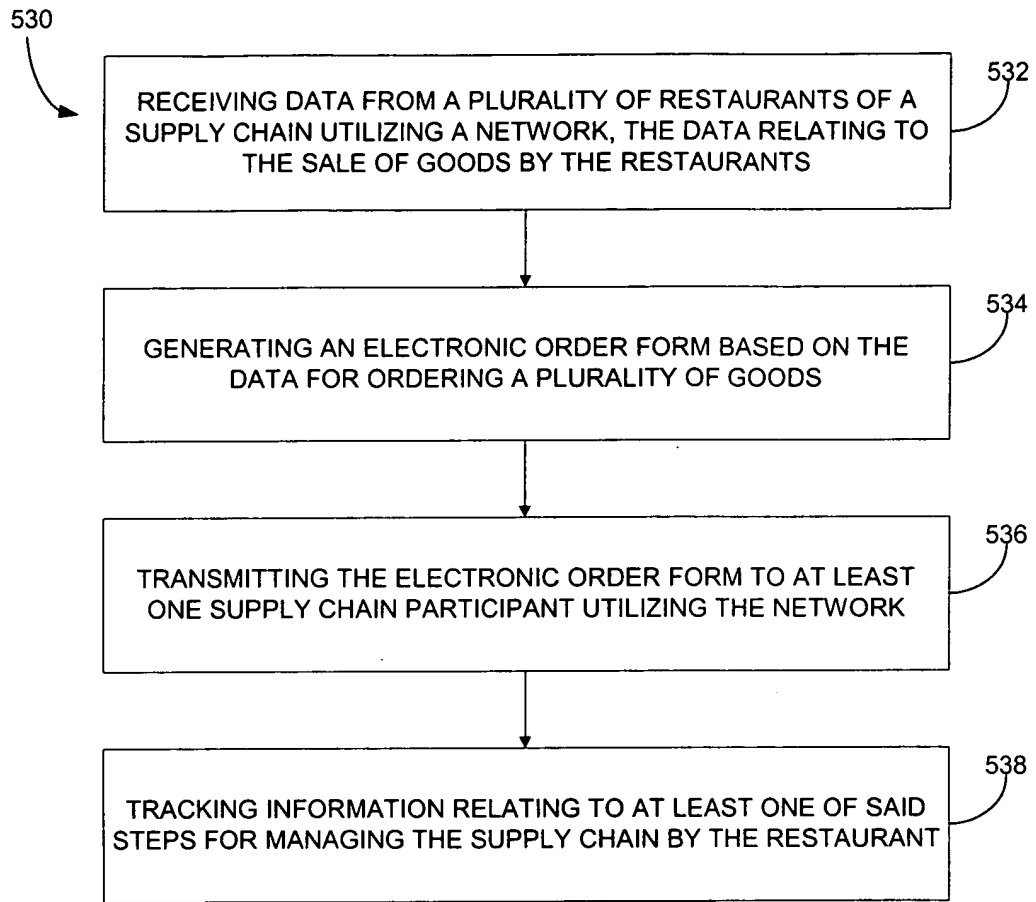 530
532
RECEIVING DATA FROM A PLURALITY OF RESTAURANTS OF A
SUPPLY CHAIN UTILIZING A NETWORK, THE DATA RELATING TO
THE SALE OF GOODS BY THE RESTAURANTS
534
GENERATING AN ELECTRONIC ORDER FORM BASED ON THE
DATA FOR ORDERING A PLURALITY OF GOODS
536
TRANSMITTING THE ELECTRONIC ORDER FORM TO AT LEAST
ONE SUPPLY CHAIN PARTICIPANT UTILIZING THE NETWORK
538
TRACKING INFORMATION RELATING TO AT LEAST ONE OF SAID
STEPS FOR MANAGING THE SUPPLY CHAIN BY THE RESTAURANT